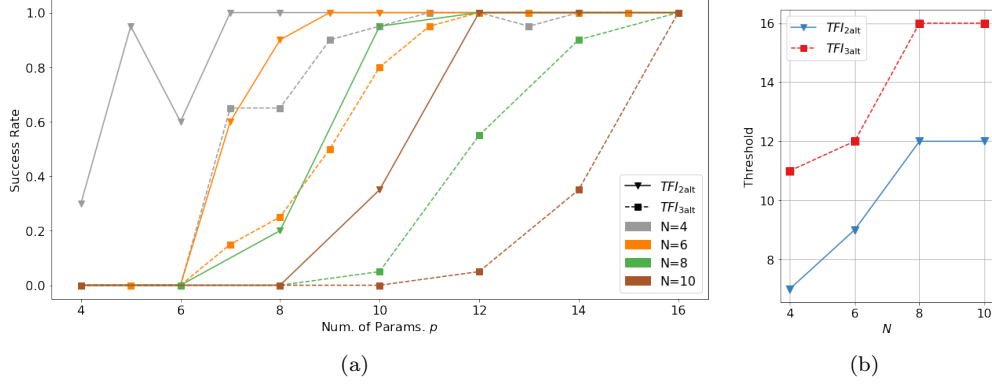 1.0
0.8
0.6
0.4
0.2
0.0
Success Rate
4 6 8 10 12 14 16
Num. of Params. p
TFI2alt
TFI3alt
N=4
N=6
N=8
N=10
(a)
16
14
12
10
8
Threshold
4 6 8 10
N
TFI2alt
TFI3alt
(b)